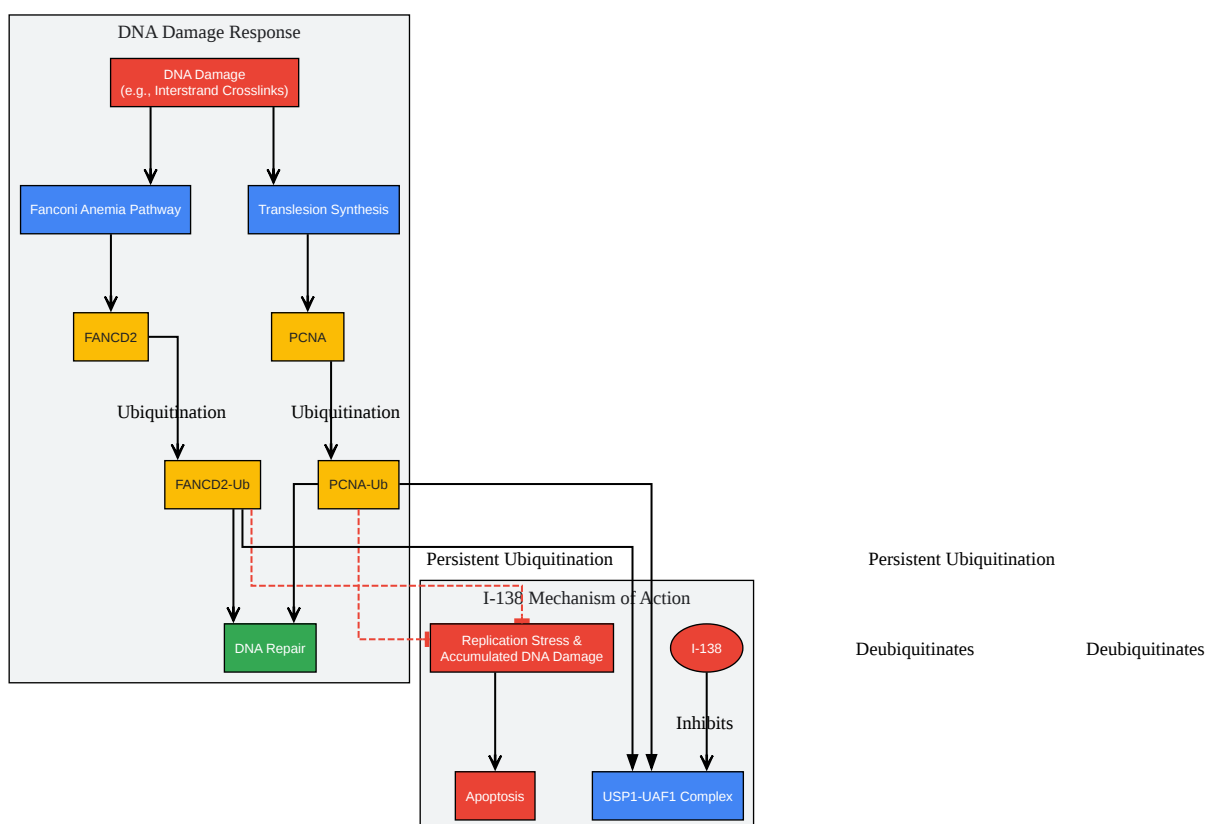 DNA Damage Response
DNA Damage
(e.g., Interstrand Crosslinks)
Fanconi Anemia Pathway
Translesion Synthesis
FANCD2
PCNA
Ubiquitination
Ubiquitination
FANCD2-Ub
PCNA-Ub
Persistent Ubiquitination
Persistent Ubiquitination
I-138 Mechanism of Action
DNA Repair
Replication Stress &
Accumulated DNA Damage
I-138
Deubiquitinates
Deubiquitinates
Inhibits
Apoptosis
USP1-UAF1 Complex